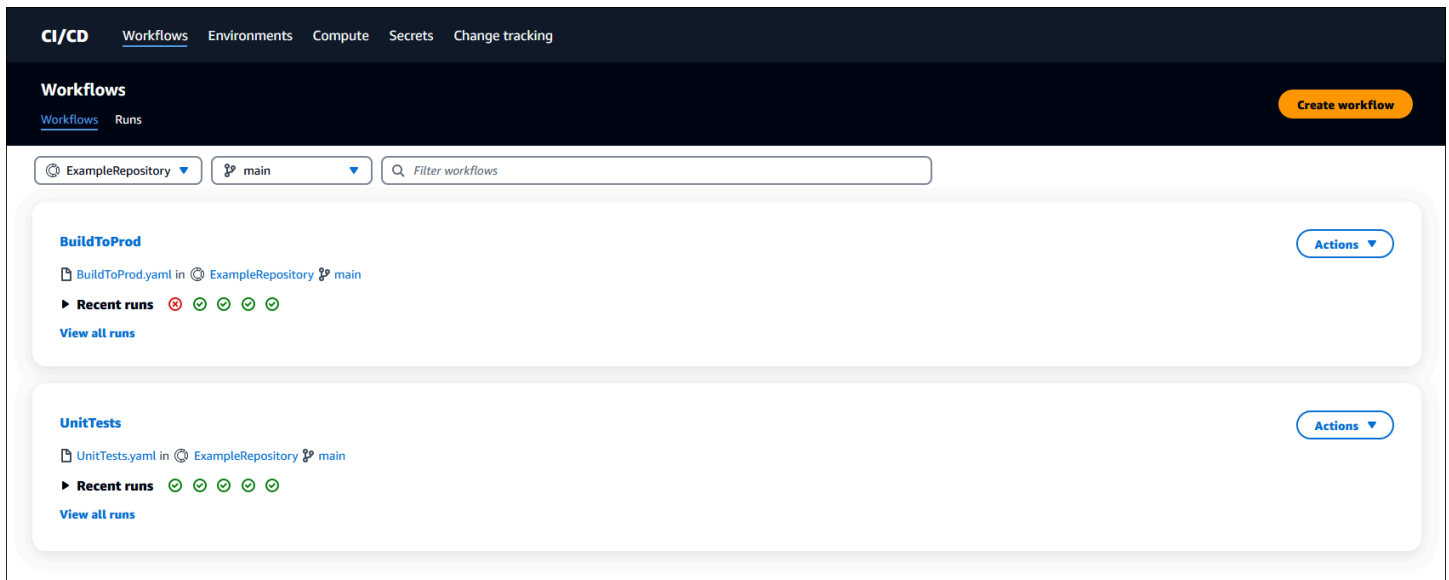 CI/CD Workflows Environments Compute Secrets Change tracking
Workflows
Create workflow
Workflows Runs
ExampleRepository main Filter workflows
BuildToProd
Actions
BuildToProd.yaml in ExampleRepository main
Recent runs
View all runs
UnitTests
Actions
UnitTests.yaml in ExampleRepository main
Recent runs
View all runs